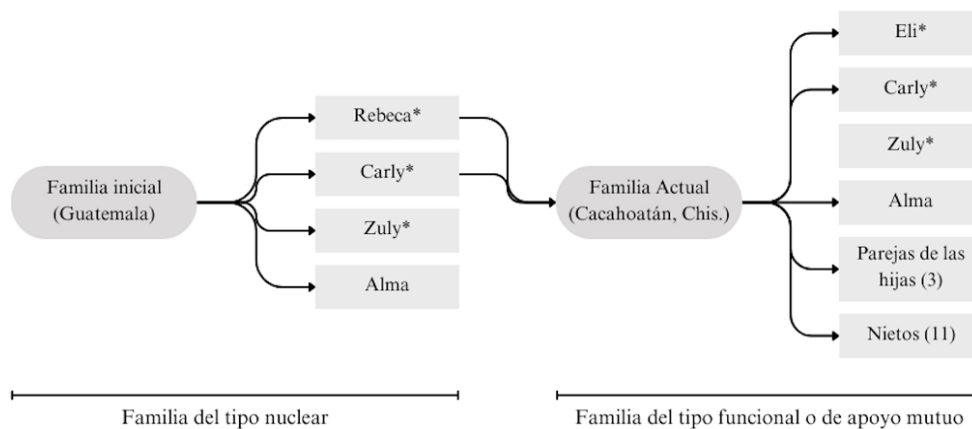 Familia inicial
(Guatemala)
Rebeca*
Carly*
Zuly*
Alma
Familia Actual
(Cacahoatán, Chis.)
Eli*
Carly*
Zuly*
Alma
Parejas de las
hijas (3)
Nietos (11)
Familia del tipo nuclear
Familia del tipo funcional o de apoyo mutuo